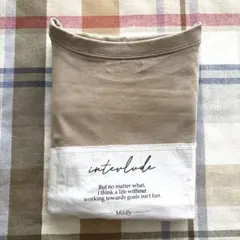 interlude
But no matter what,
i think a life without
working towards goals isn't fun.
Mildly